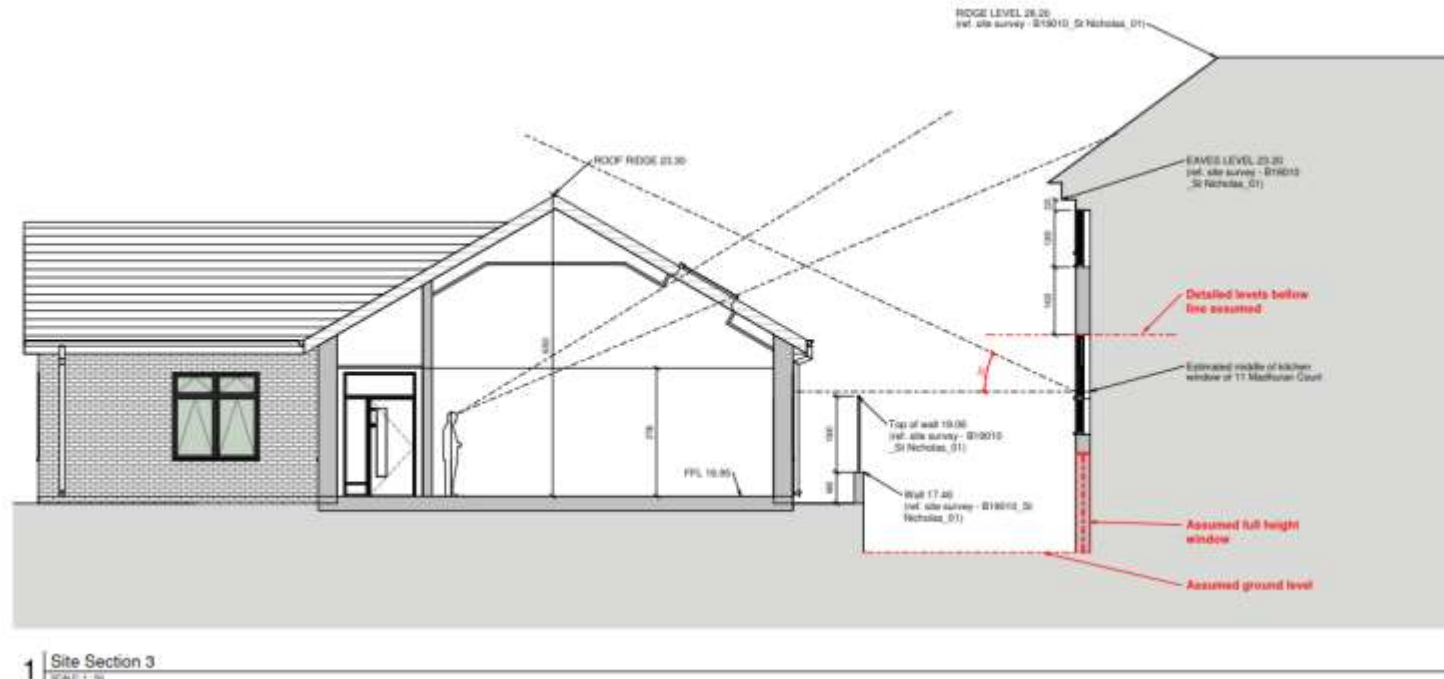 RIDGE LEVEL 26.20
(ref. site survey - B19010_St Nicholas_01)
ROOF RIDGE 23.30
EAVES LEVEL 23.20
(ref. site survey - B19010
_St Nicholas_01)
Detailed levels bellow
line assumed
Estimated middle of kitchen
window of 11 Madhuran Court
Top of wall 19.06
(ref. site survey - B19010
_St Nicholas_01)
FFL 16.95
Wall 17.46
(ref. site survey - B19010_St
Nicholas_01)
Assumed full height
window
Assumed ground level
1
Site Section 3